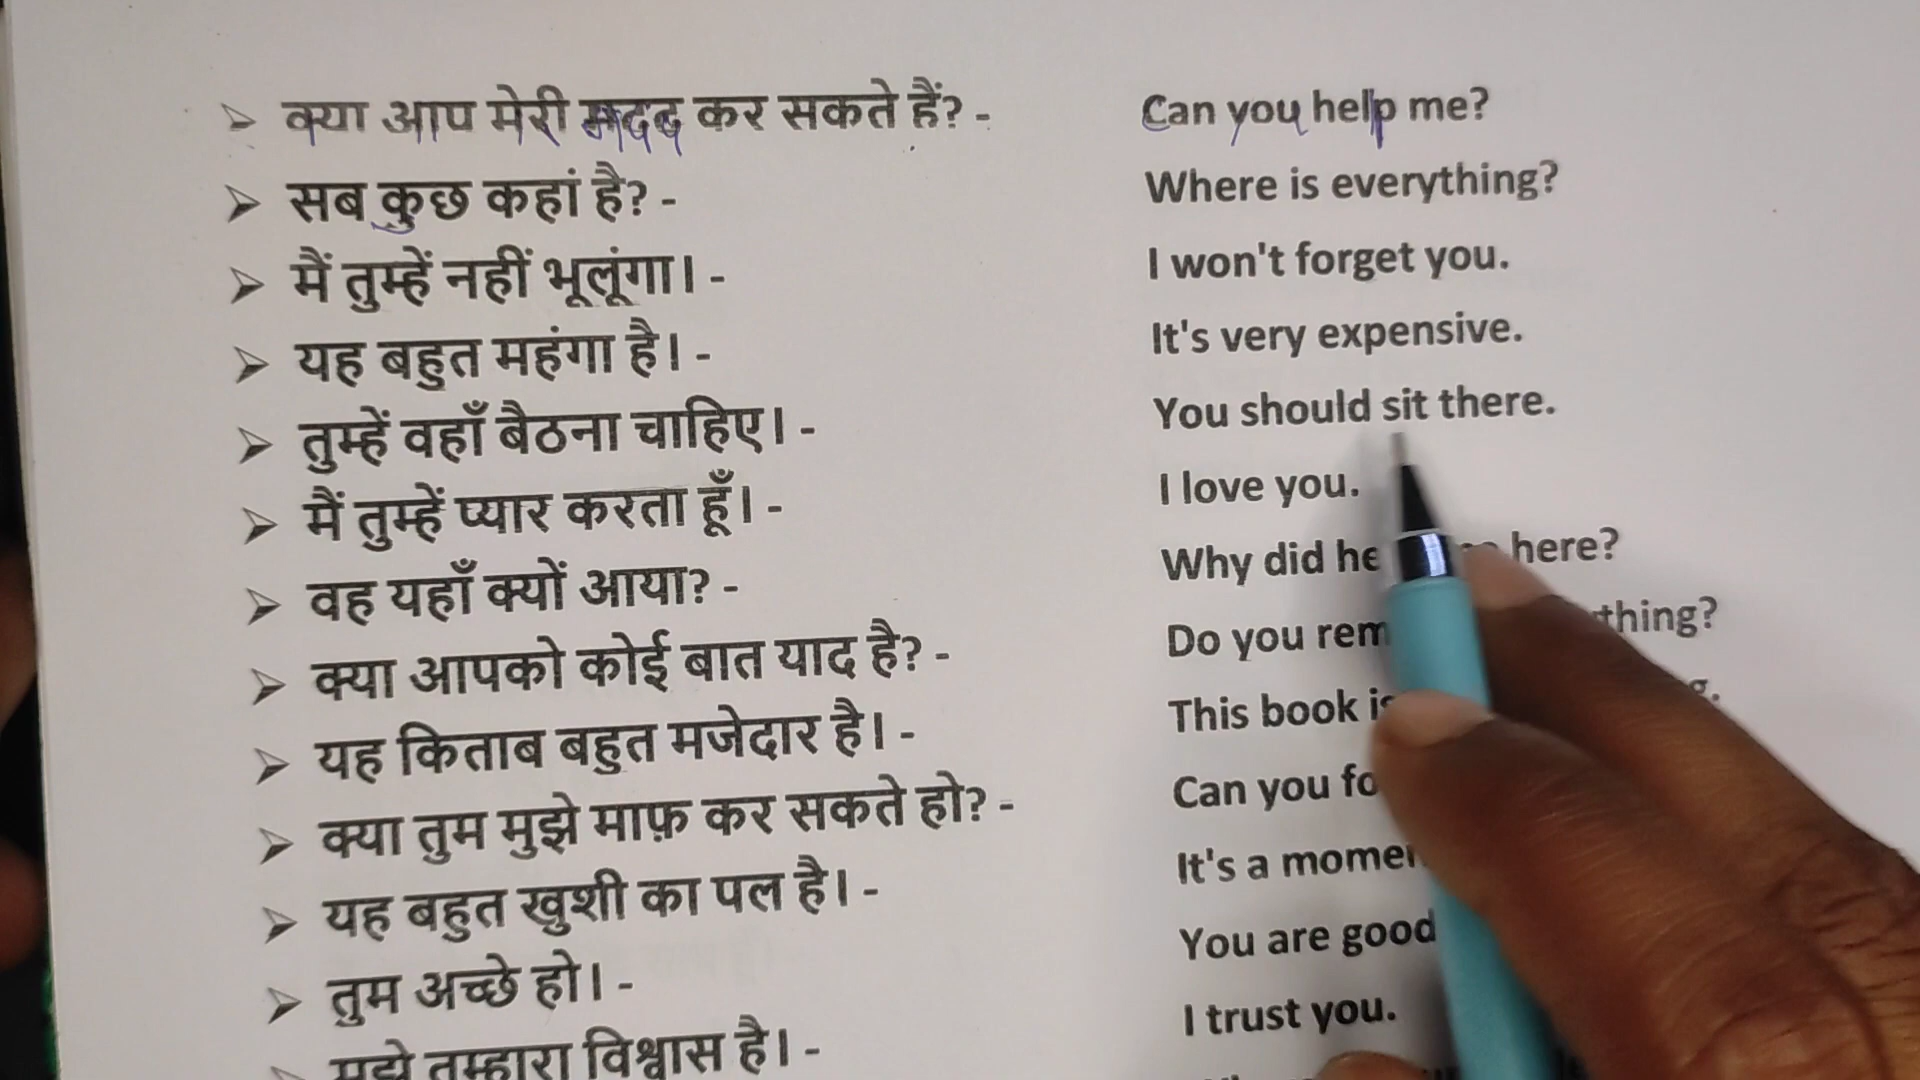 क्या आप मेरी मदद कर सकते हैं? - Can you help me?
सब कुछ कहां है? - Where is everything?
मैं तुम्हें नहीं भूलूंगा। - I won't forget you.
यह बहुत महंगा है। - It's very expensive.
तुम्हें वहाँ बैठना चाहिए। - You should sit there.
मैं तुम्हें प्यार करता हूँ। - I love you.
वह यहाँ क्यों आया? - Why did he here?
क्या आपको कोई बात याद है? - Do you
यह किताब बहुत मजेदार है। - This book
क्या तुम मुझे माफ़ कर सकते हो? - Can you
यह बहुत खुशी का पल है। - It's a
तुम अच्छे हो। - You are good
मुझे तुम्हारा विश्वास है। - I trust you.